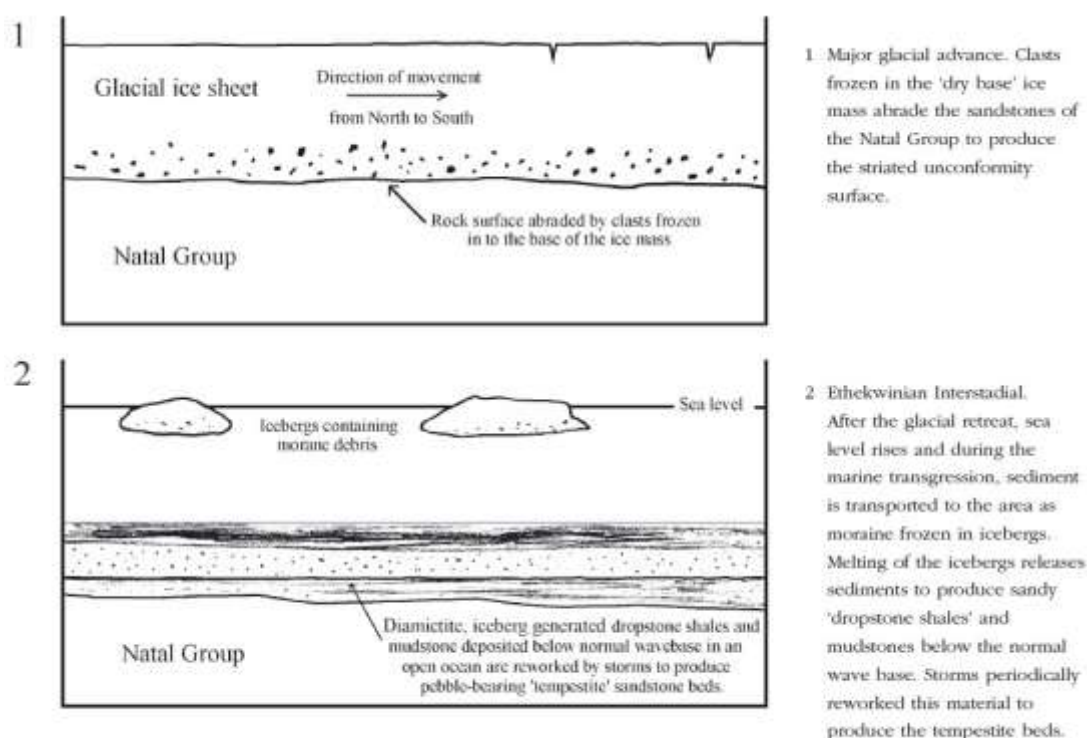 1
Glacial ice sheet
Direction of movement
from North to South
Rock surface abraded by clasts frozen
in to the base of the ice mass
Natal Group
1 Major glacial advance. Clasts
frozen in the 'dry base' ice
mass abrade the sandstones of
the Natal Group to produce
the striated unconformity
surface.
2
Sea level
Icebergs containing
morane debris
Diamictite, iceberg generated dropstone shales and
mudstone deposited below normal wavebase in an
open ocean are reworked by storms to produce
pebble-bearing 'tempestite' sandstone beds.
Natal Group
2 Ethekwinian Interstadial.
After the glacial retreat, sea
level rises and during the
marine transgression, sediment
is transported to the area as
moraine frozen in icebergs.
Melting of the icebergs releases
sediments to produce sandy
'dropstone shales' and
mudstones below the normal
wave base. Storms periodically
reworked this material to
produce the tempestite beds.